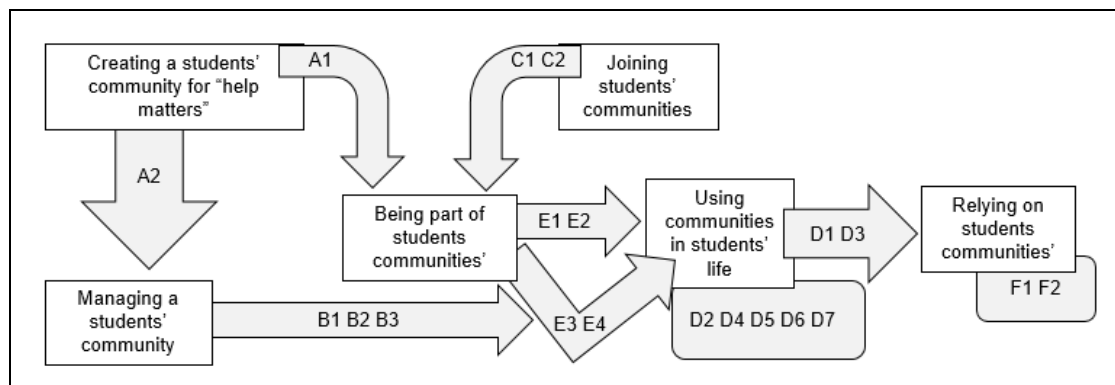 Creating a students'
community for "help
matters"
A1
C1 C2
Joining
students'
communities
A2
Being part of
students
communities'
E1 E2
Using
communities
in students'
life
D1 D3
Relying on
students
communities'
F1 F2
Managing a
students'
community
B1 B2 B3
E3 E4
D2 D4 D5 D6 D7